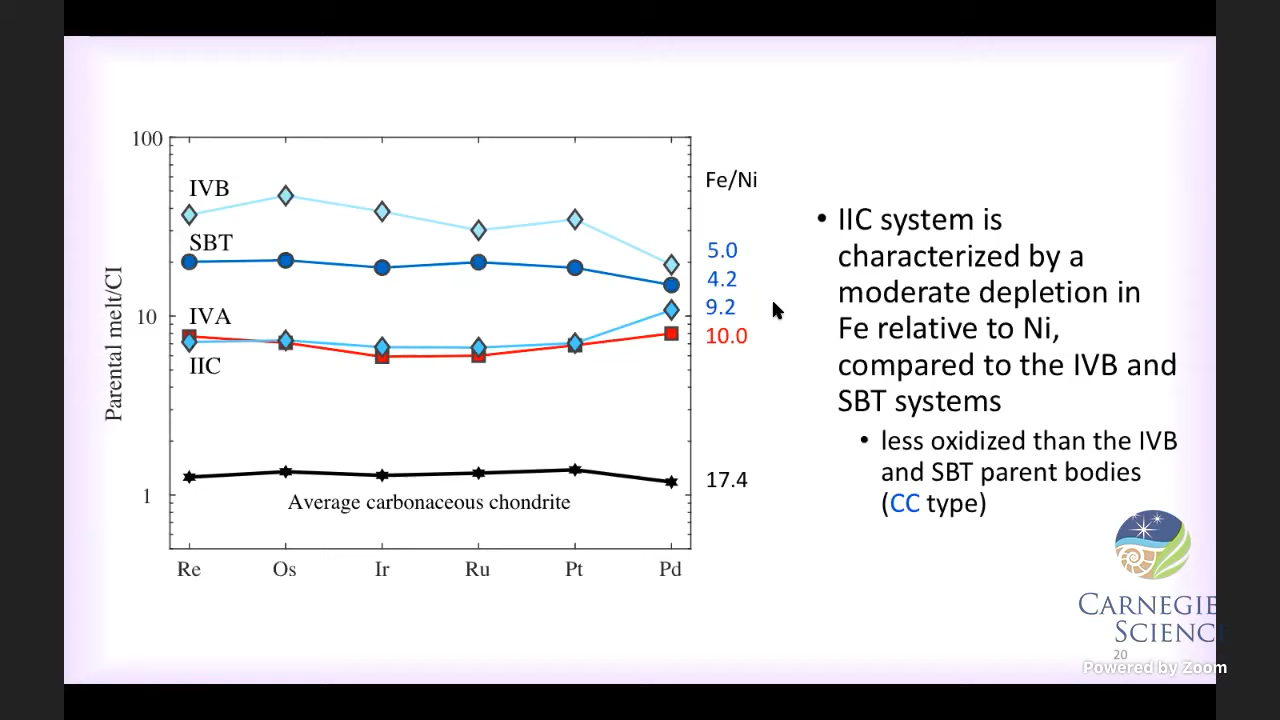 100
10
1
Parental melt/CI
IVB
SBT
IVA
IIC
Average carbonaceous chondrite
Re Os Ir Ru Pt Pd
Fe/Ni
5.0
4.2
9.2
10.0
17.4
• IIC system is
characterized by a
moderate depletion in
Fe relative to Ni,
compared to the IVB and
SBT systems
• less oxidized than the IVB
and SBT parent bodies
(CC type)
CARNEGIE
SCIENCE
20
Powered by Zoom